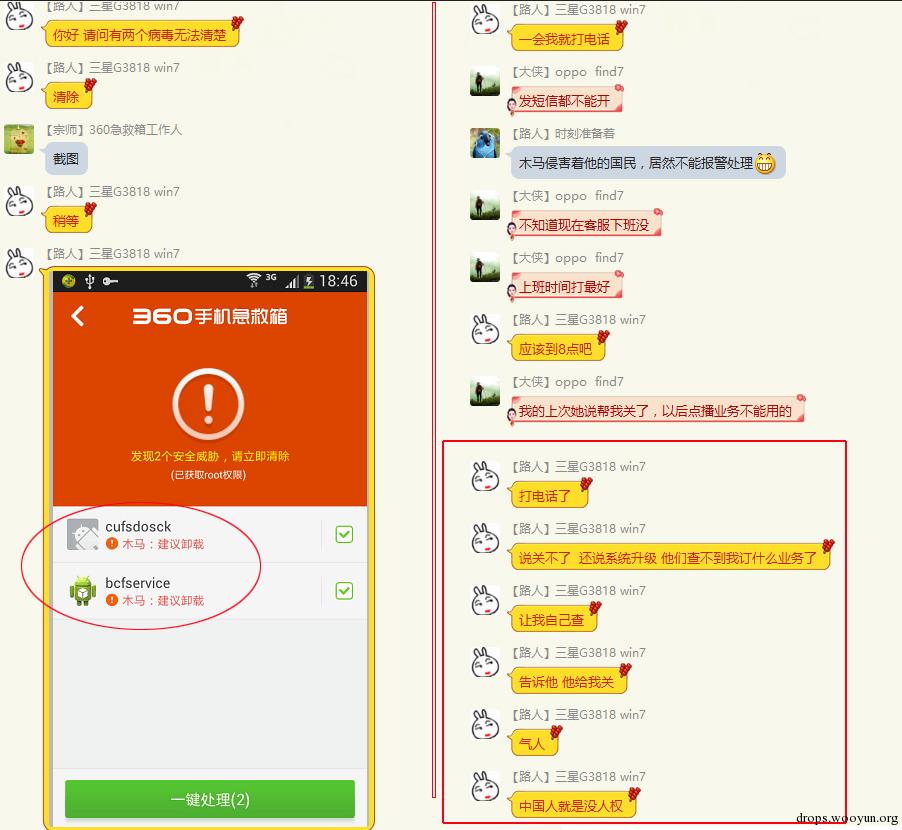 【路人】三星G3818 win7
你好 请问有两个病毒无法清楚
【路人】三星G3818 win7
清除
【宗师】360急救箱工作人
截图
【路人】三星G3818 win7
稍等
【路人】三星G3818 win7
3G 18:46
360手机急救箱
发现2个安全威胁，请立即清除
(已获取root权限)
cufsdosck
木马：建议卸载
bcfservice
木马：建议卸载
一键处理(2)
【路人】三星G3818 win7
一会我就打电话
【大侠】oppo find7
发短信都不能开
【路人】时刻准备着
木马侵害着他的国民，居然不能报警处理
【大侠】oppo find7
不知道现在客服下班没
【大侠】oppo find7
上班时间打最好
【路人】三星G3818 win7
应该到8点吧
【大侠】oppo find7
我的上次她说帮我关了，以后点播业务不能用的
【路人】三星G3818 win7
打电话了
【路人】三星G3818 win7
说关不了 还说系统升级 他们查不到我订什么业务了
【路人】三星G3818 win7
让我自己查
【路人】三星G3818 win7
告诉他 他给我关
【路人】三星G3818 win7
气人
【路人】三星G3818 win7
中国人就是没人权
drops.wooyun.org